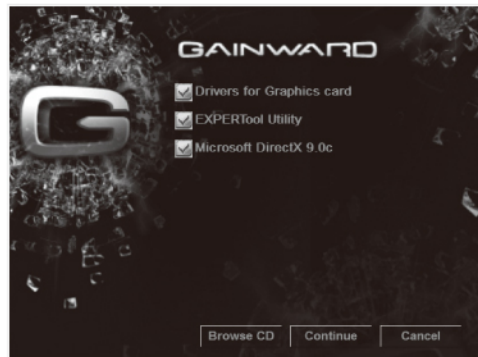 GAINWARD
Drivers for Graphics card
EXPERTool Utility
Microsoft DirectX 9.0c
Browse CD
Continue
Cancel